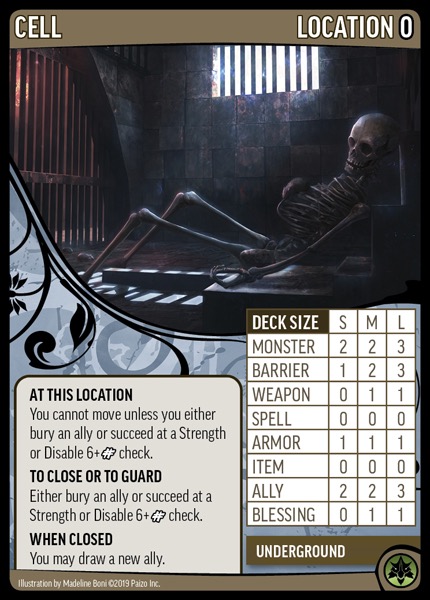 CELL
LOCATION 0
DECK SIZE S M L
MONSTER 2 2 3
BARRIER 1 2 3
WEAPON 0 1 1
SPELL 0 0 0
ARMOR 1 1 1
ITEM 0 0 0
ALLY 2 2 3
BLESSING 0 1 1
UNDERGROUND
AT THIS LOCATION
You cannot move unless you either
bury an ally or succeed at a Strength
or Disable 6+# check.
TO CLOSE OR TO GUARD
Either bury an ally or succeed at a
Strength or Disable 6+# check.
WHEN CLOSED
You may draw a new ally.
Illustration by Madeline Boni ©2019 Paizo Inc.